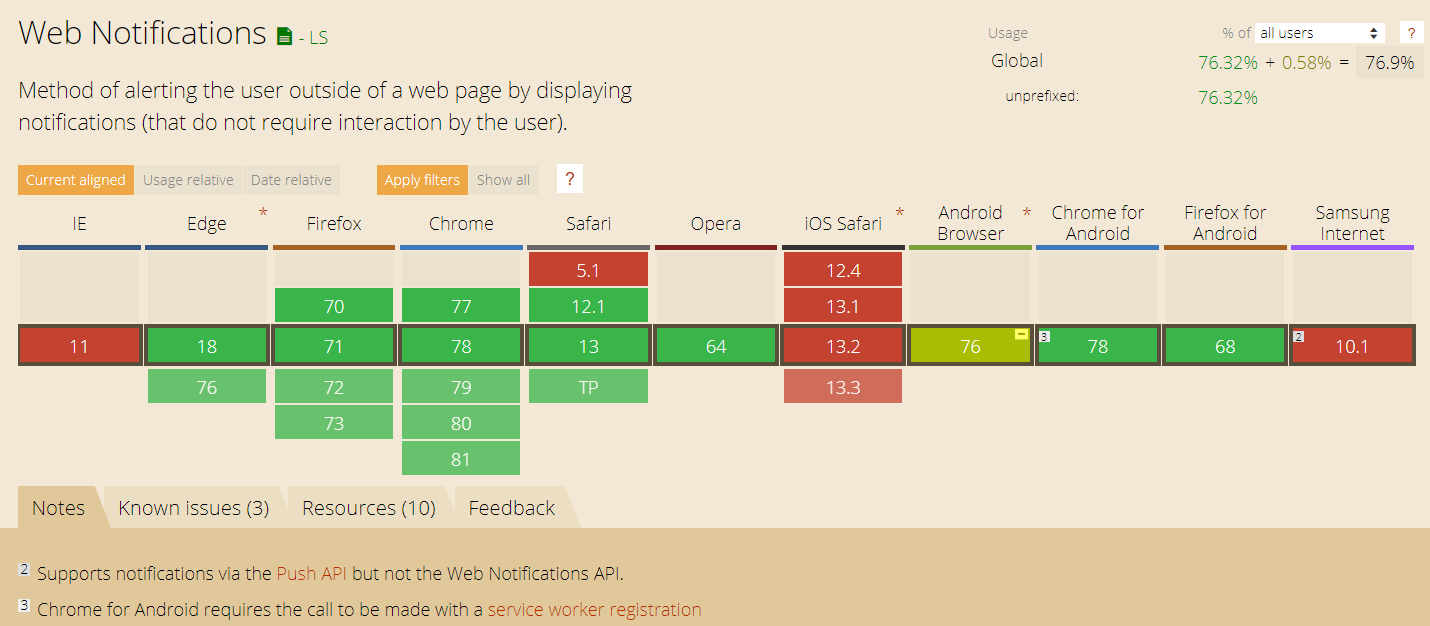 Web Notifications - LS
Usage % of all users ?
Global 76.32% + 0.58% = 76.9%
unprefixed: 76.32%
Method of alerting the user outside of a web page by displaying
notifications (that do not require interaction by the user).
Current aligned Usage relative Date relative Apply filters Show all ?
IE Edge * Firefox Chrome Safari Opera iOS Safari * Android Browser * Chrome for Android Firefox for Android Samsung Internet
5.1 12.4
70 77 12.1 13.1
11 18 71 78 13 64 13.2 76 - 3 78 68 2 10.1
76 72 79 TP 13.3
73 80
81
Notes Known issues (3) Resources (10) Feedback
2 Supports notifications via the Push API but not the Web Notifications API.
3 Chrome for Android requires the call to be made with a service worker registration